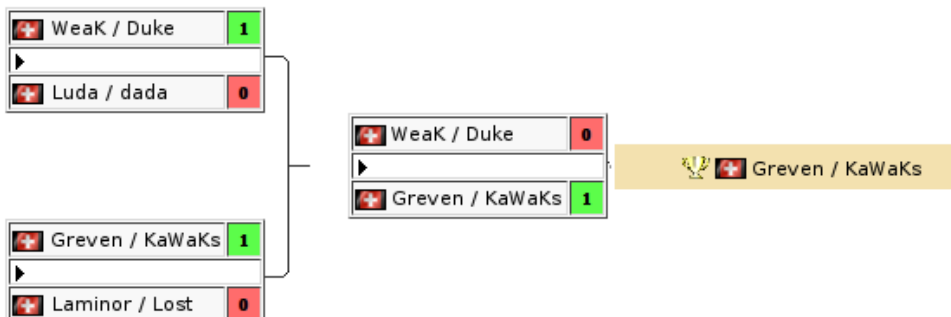 WeaK / Duke 1
Luda / dada 0
WeaK / Duke 0
Greven / KaWaKs 1
Greven / KaWaKs
Greven / KaWaKs 1
Laminor / Lost 0